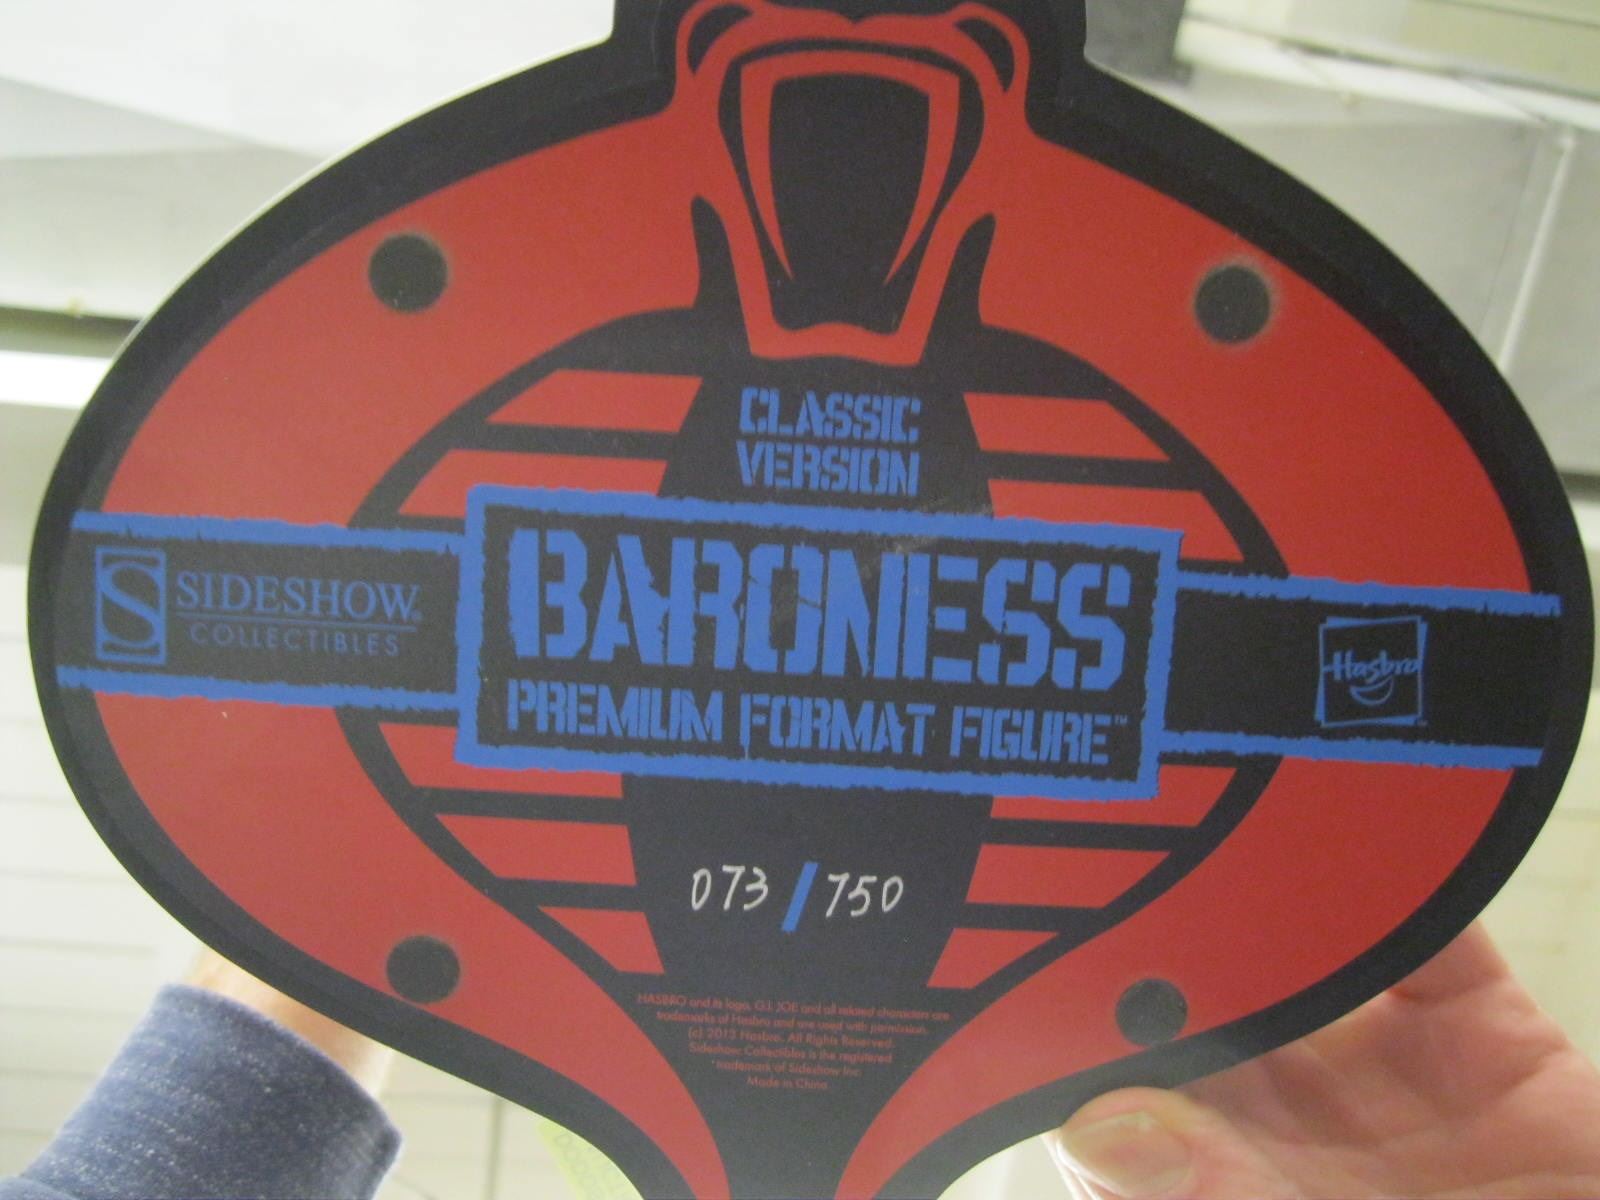 CLASSIC
VERSION
BARONESS
PREMIUM FORMAT FIGURE™
S SIDESHOW®
COLLECTIBLES
Hasbro™
073/750
HASBRO and its logo, G.I. JOE and all related characters are
trademarks of Hasbro and are used with permission.
(c) 2013 Hasbro. All Rights Reserved.
Sideshow Collectibles is the registered
trademark of Sideshow Inc.
Made in China